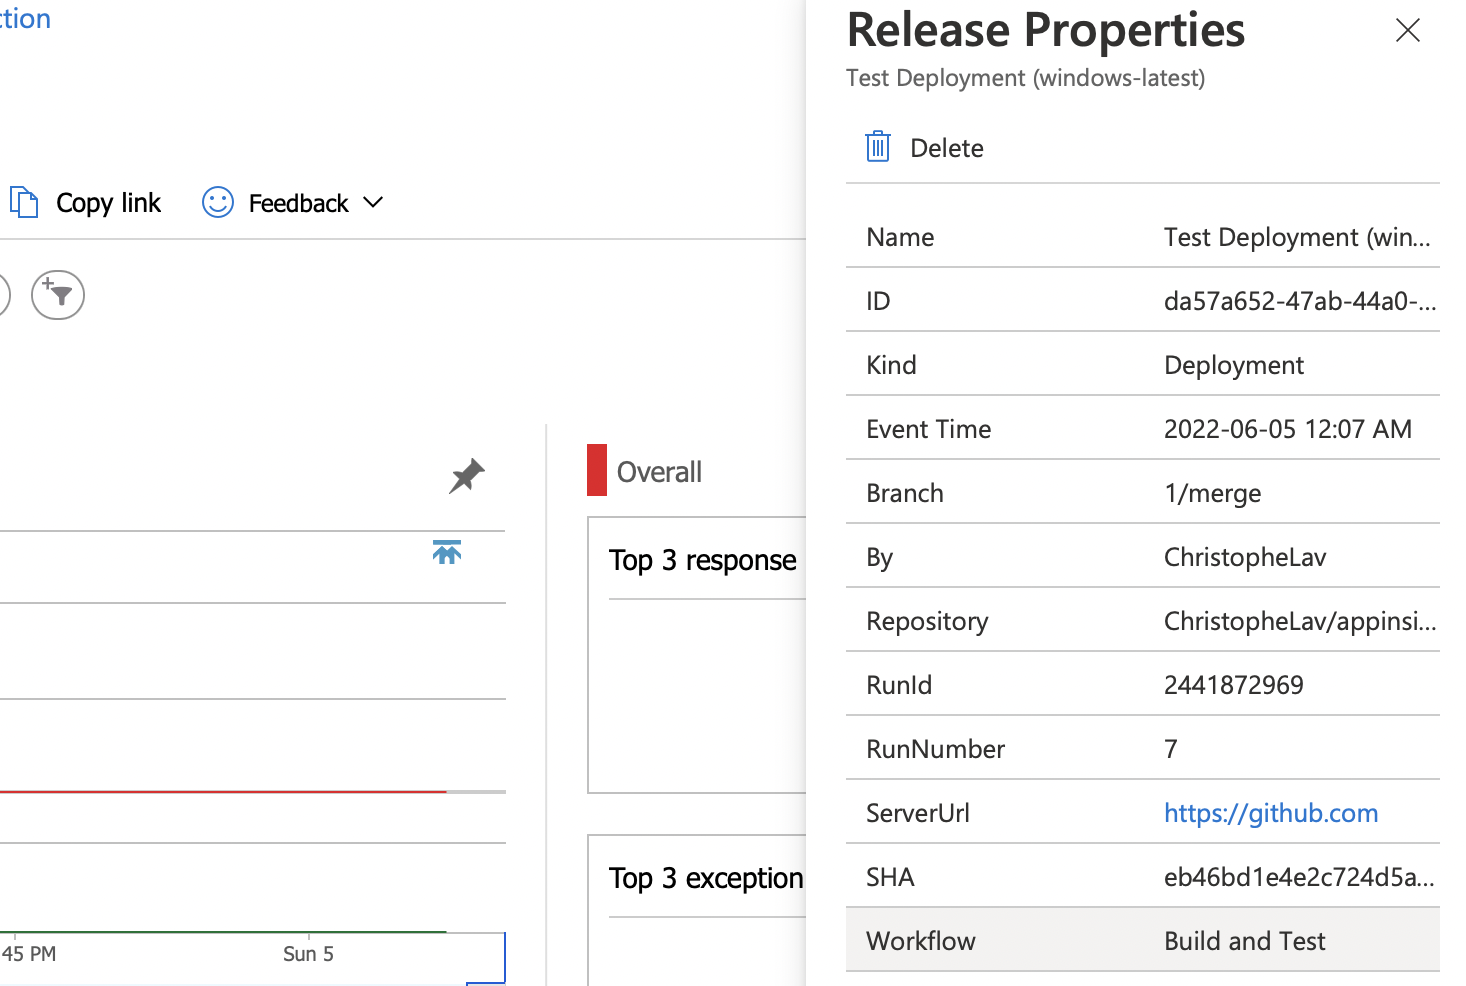 ction
Copy link
Feedback
45 PM
Sun 5
Overall
Top 3 response
Top 3 exception
Release Properties
Test Deployment (windows-latest)
Delete
Name Test Deployment (win...
ID da57a652-47ab-44a0-...
Kind Deployment
Event Time 2022-06-05 12:07 AM
Branch 1/merge
By ChristopheLav
Repository ChristopheLav/appinsi...
RunId 2441872969
RunNumber 7
ServerUrl https://github.com
SHA eb46bd1e4e2c724d5a...
Workflow Build and Test